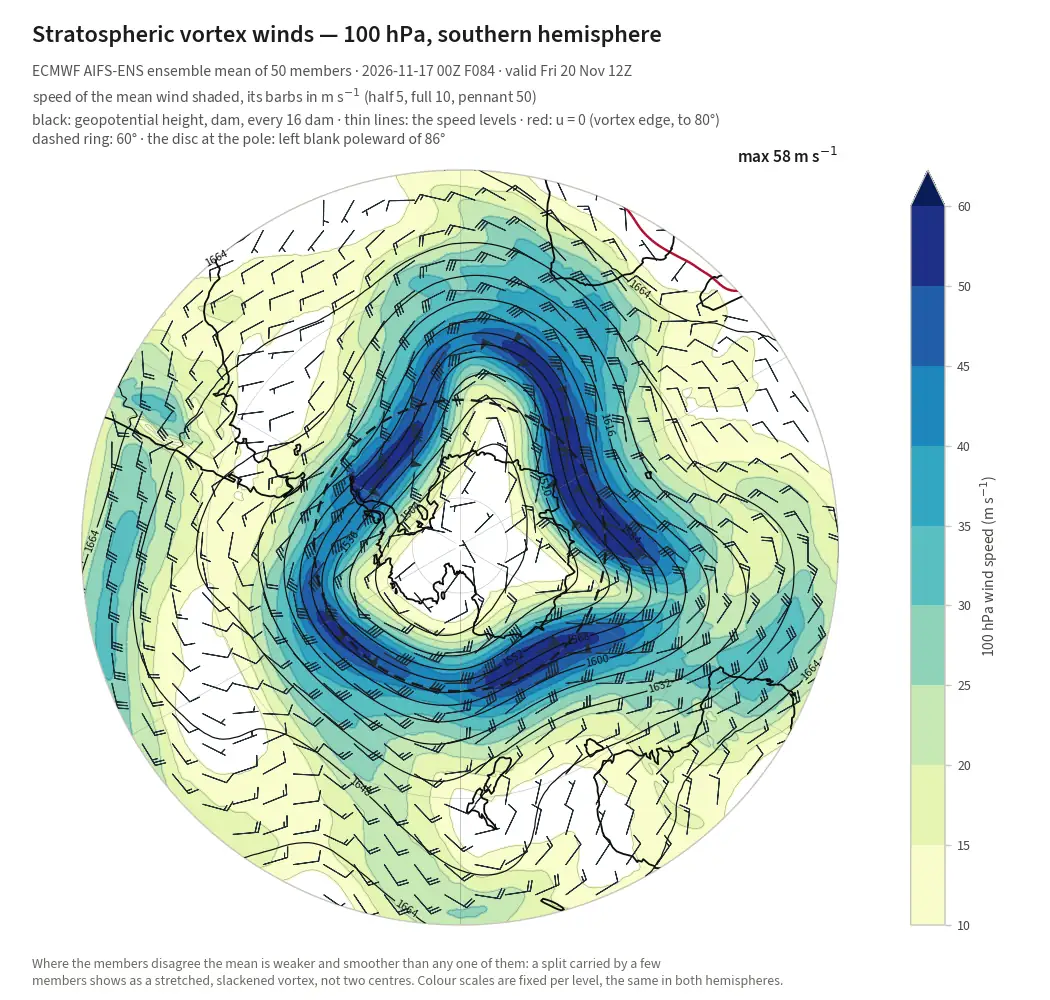 Stratospheric vortex winds — 100 hPa, southern hemisphere
ECMWF AIFS-ENS ensemble mean of 50 members · 2026-11-17 00Z F084 · valid Fri 20 Nov 12Z
speed of the mean wind shaded, its barbs in m s⁻¹ (half 5, full 10, pennant 50)
black: geopotential height, dam, every 16 dam · thin lines: the speed levels · red: u = 0 (vortex edge, to 80°)
dashed ring: 60° · the disc at the pole: left blank poleward of 86°
max 58 m s⁻¹
60
50
45
40
35
30
25
20
15
10
100 hPa wind speed (m s⁻¹)
1664
1664
1616
1664
1600
1632
1664
1648
1664
Where the members disagree the mean is weaker and smoother than any one of them: a split carried by a few
members shows as a stretched, slackened vortex, not two centres. Colour scales are fixed per level, the same in both hemispheres.